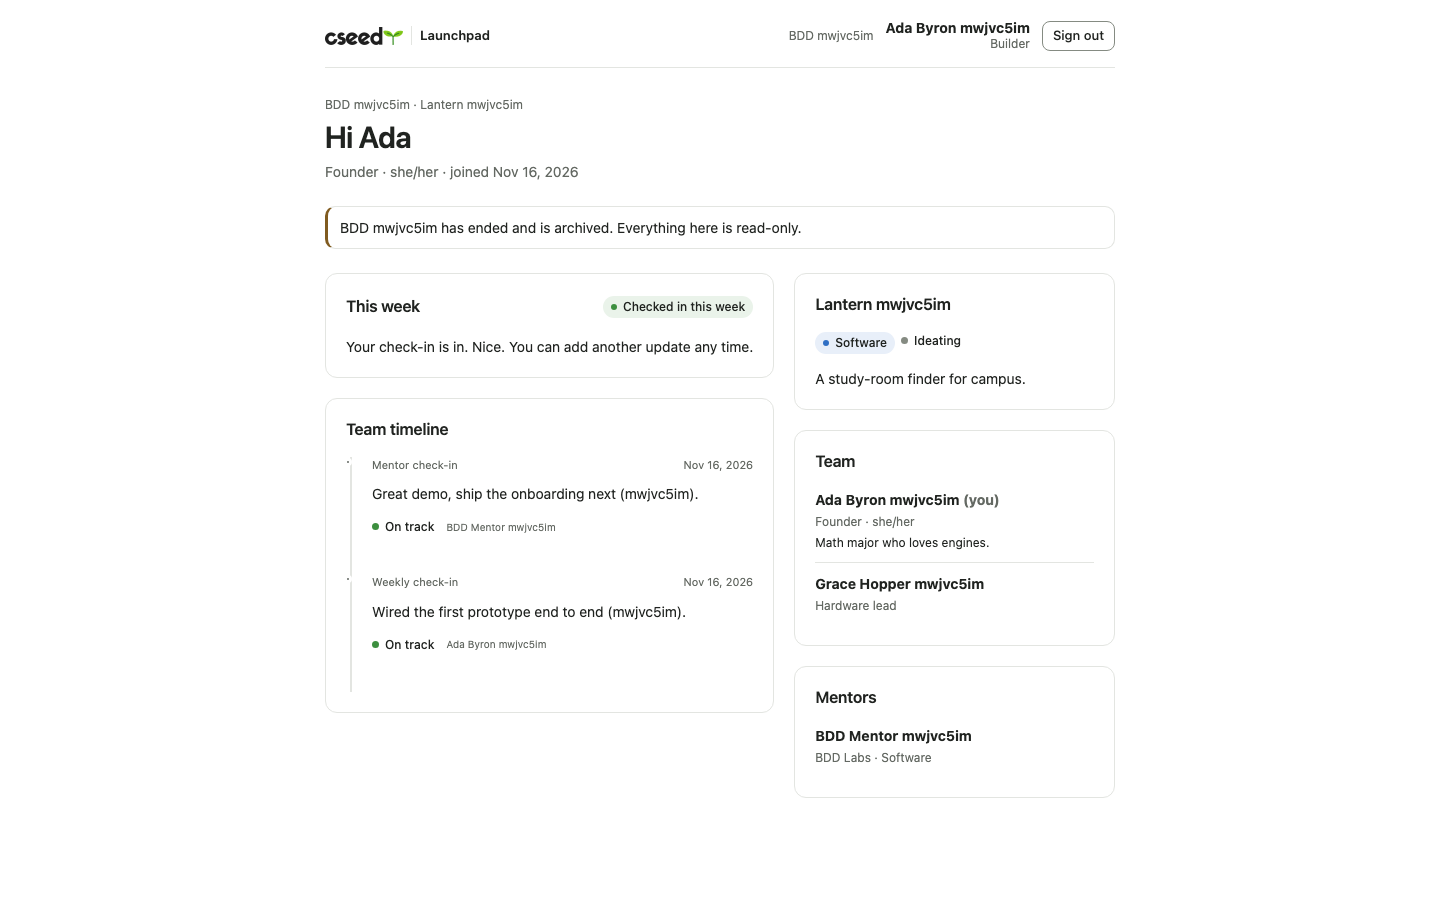 cseed
Launchpad
BDD mwjvc5im
Ada Byron mwjvc5im
Builder
Sign out
BDD mwjvc5im · Lantern mwjvc5im
Hi Ada
Founder · she/her · joined Nov 16, 2026
BDD mwjvc5im has ended and is archived. Everything here is read-only.
This week
Checked in this week
Your check-in is in. Nice. You can add another update any time.
Team timeline
Mentor check-in
Nov 16, 2026
Great demo, ship the onboarding next (mwjvc5im).
On track
BDD Mentor mwjvc5im
Weekly check-in
Nov 16, 2026
Wired the first prototype end to end (mwjvc5im).
On track
Ada Byron mwjvc5im
Lantern mwjvc5im
Software
Ideating
A study-room finder for campus.
Team
Ada Byron mwjvc5im (you)
Founder · she/her
Math major who loves engines.
Grace Hopper mwjvc5im
Hardware lead
Mentors
BDD Mentor mwjvc5im
BDD Labs · Software